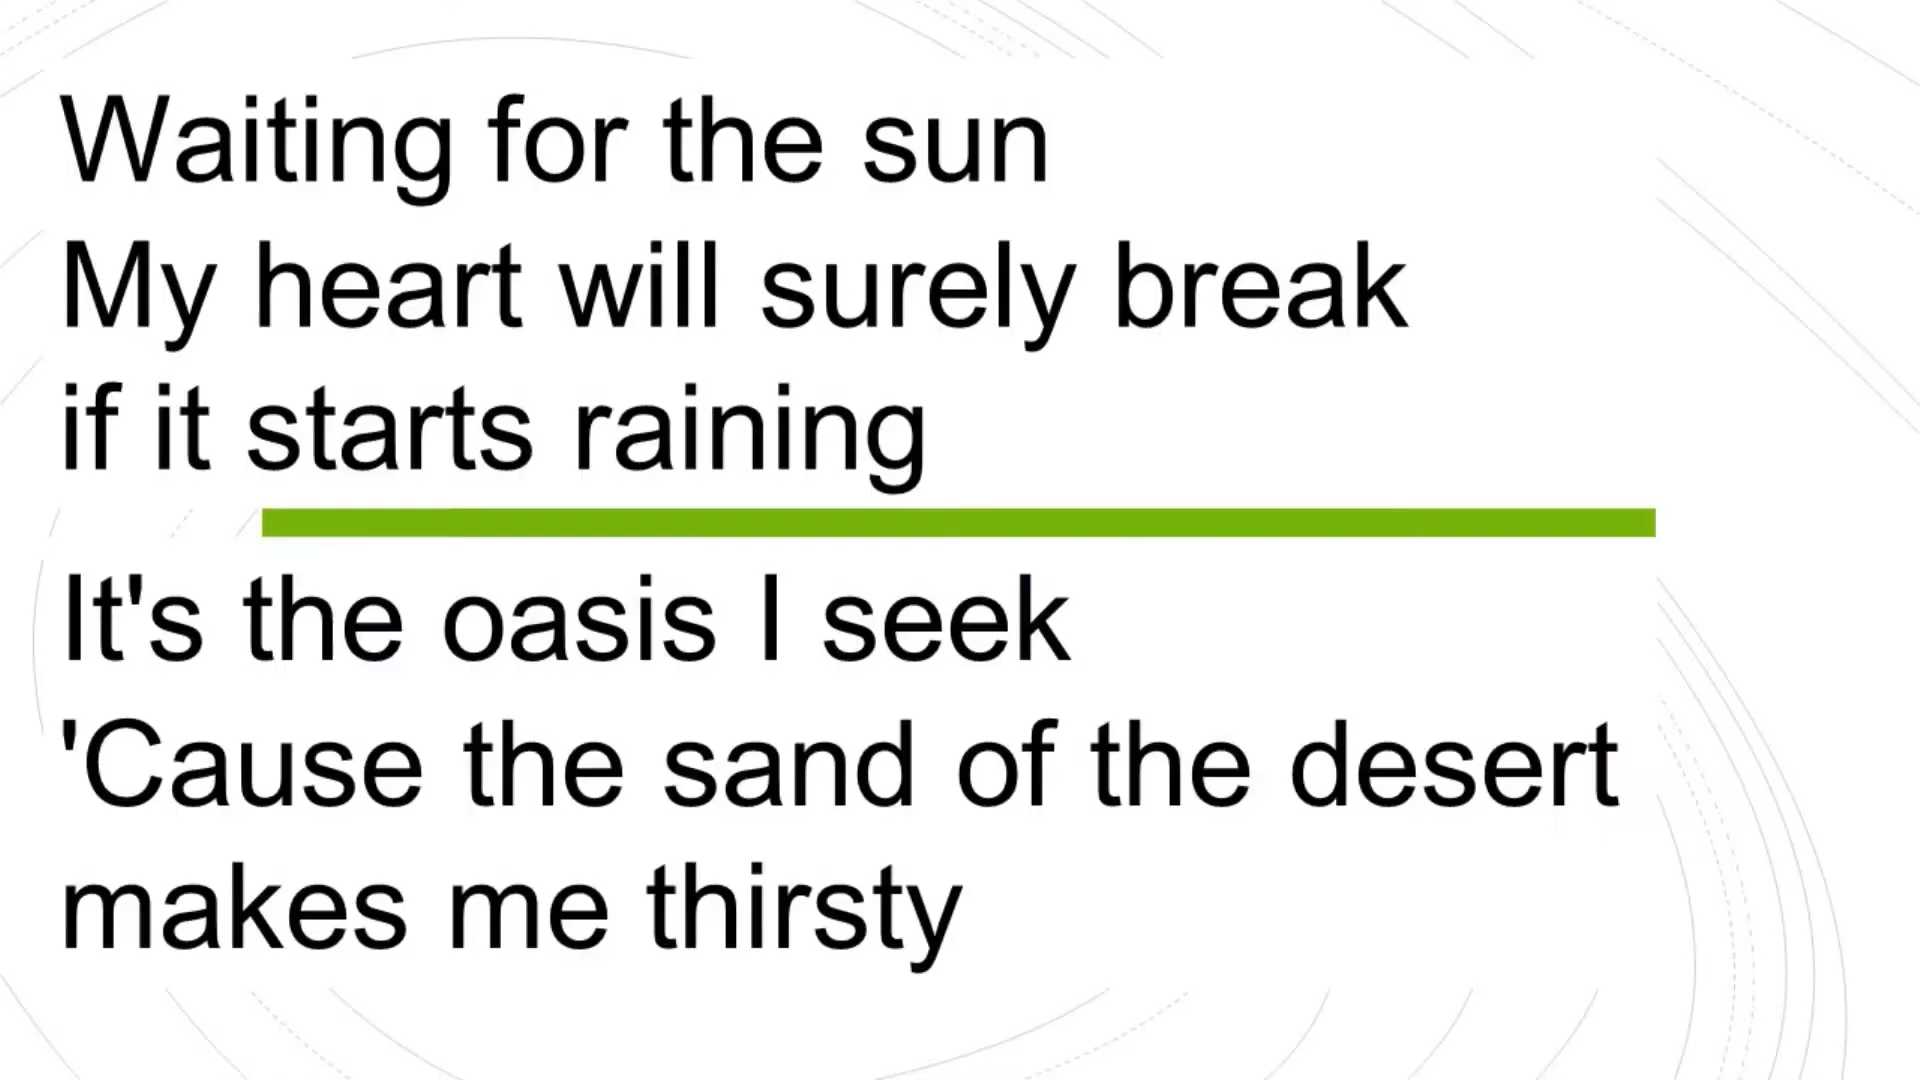 Waiting for the sun
My heart will surely break
if it starts raining
It's the oasis I seek
'Cause the sand of the desert
makes me thirsty